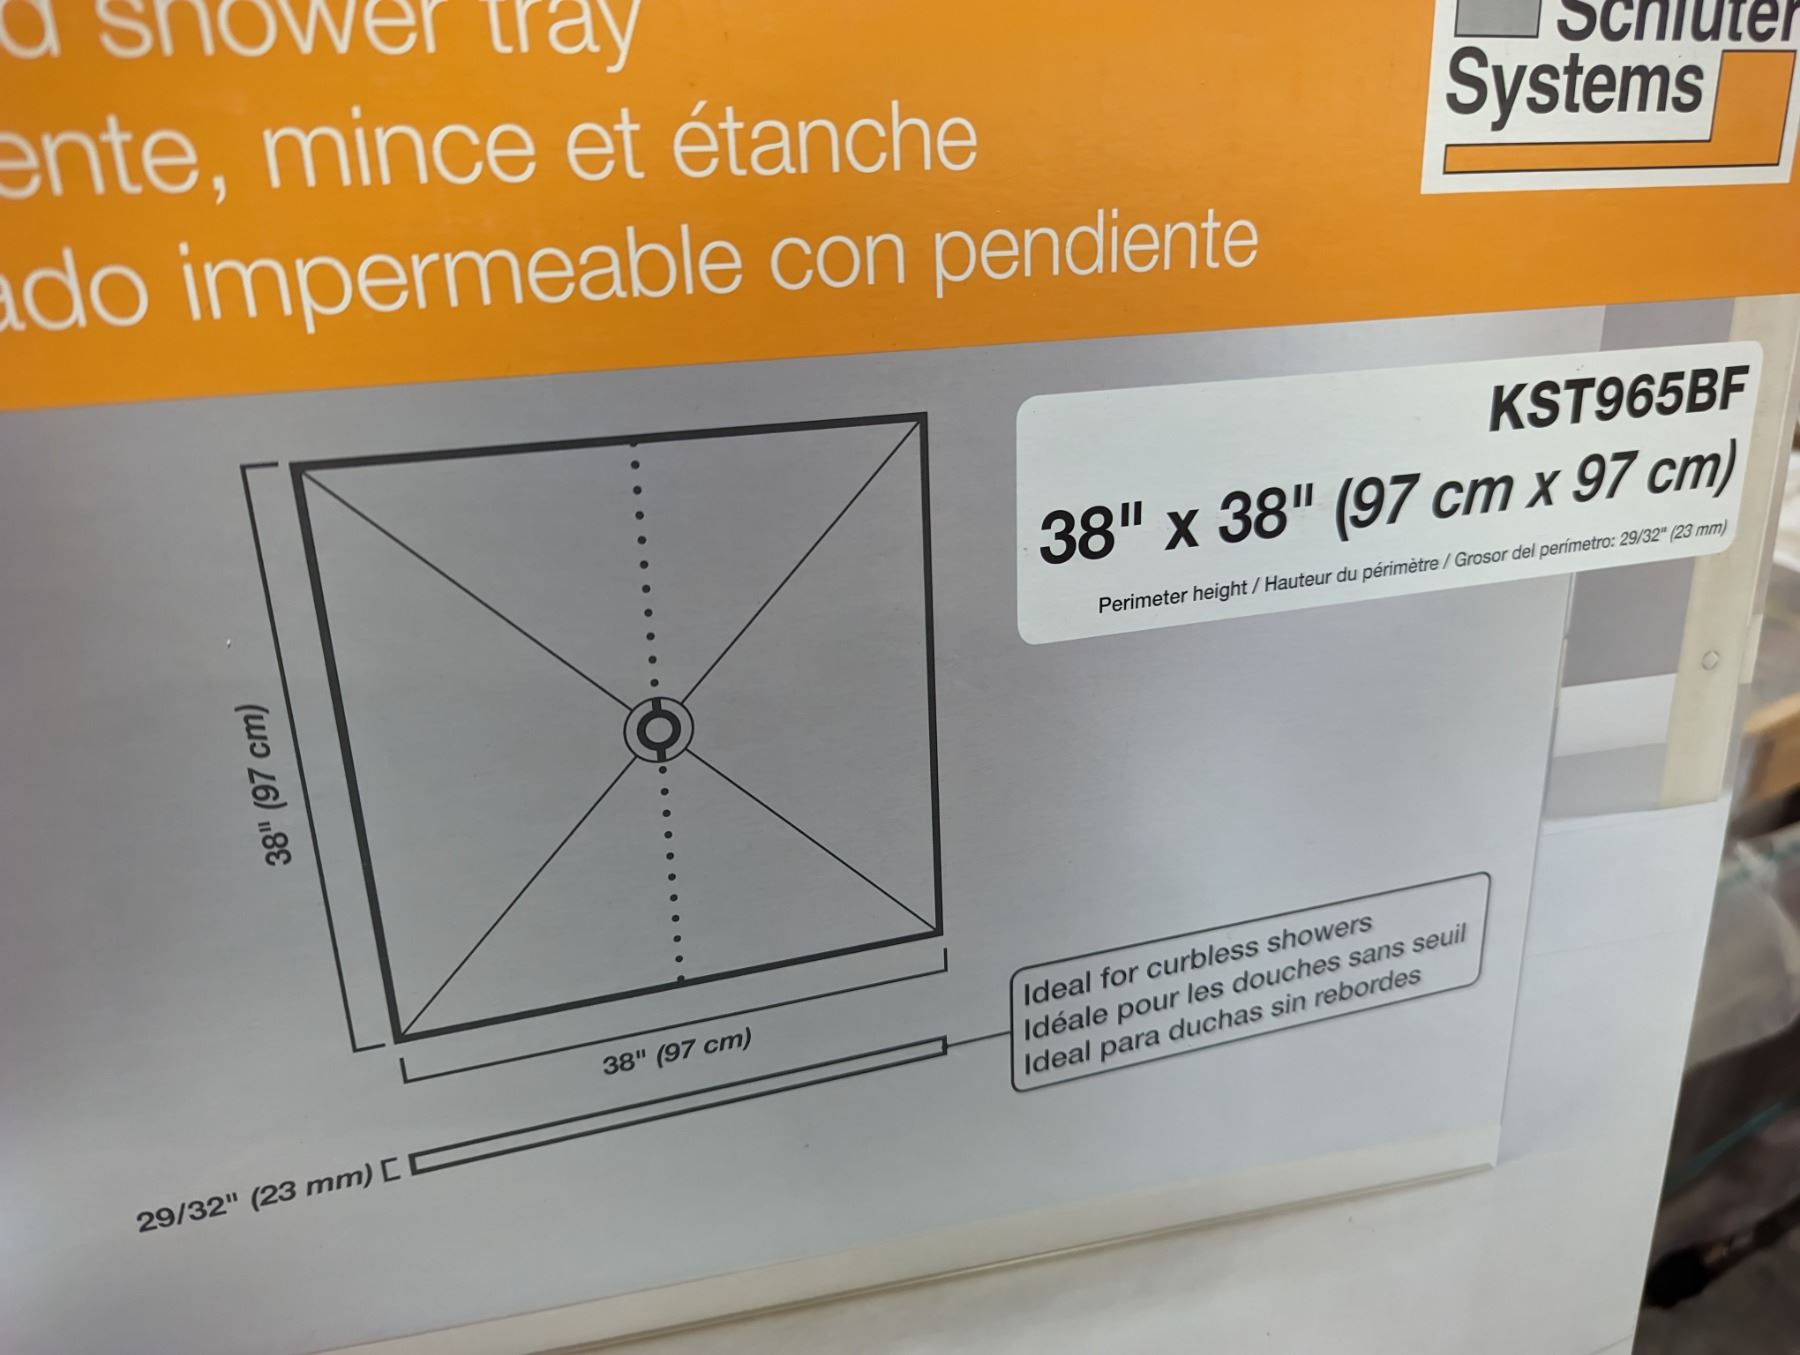 shower tray
Schlüter
Systems
mince et étanche
impermeable con pendiente
KST965BF
38" x 38" (97 cm x 97 cm)
Perimeter height / Hauteur du périmètre / Grosor del perímetro: 29/32" (23 mm)
38" (97 cm)
38" (97 cm)
Ideal for curbless showers
Idéale pour les douches sans seuil
Ideal para duchas sin rebordes
29/32" (23 mm)